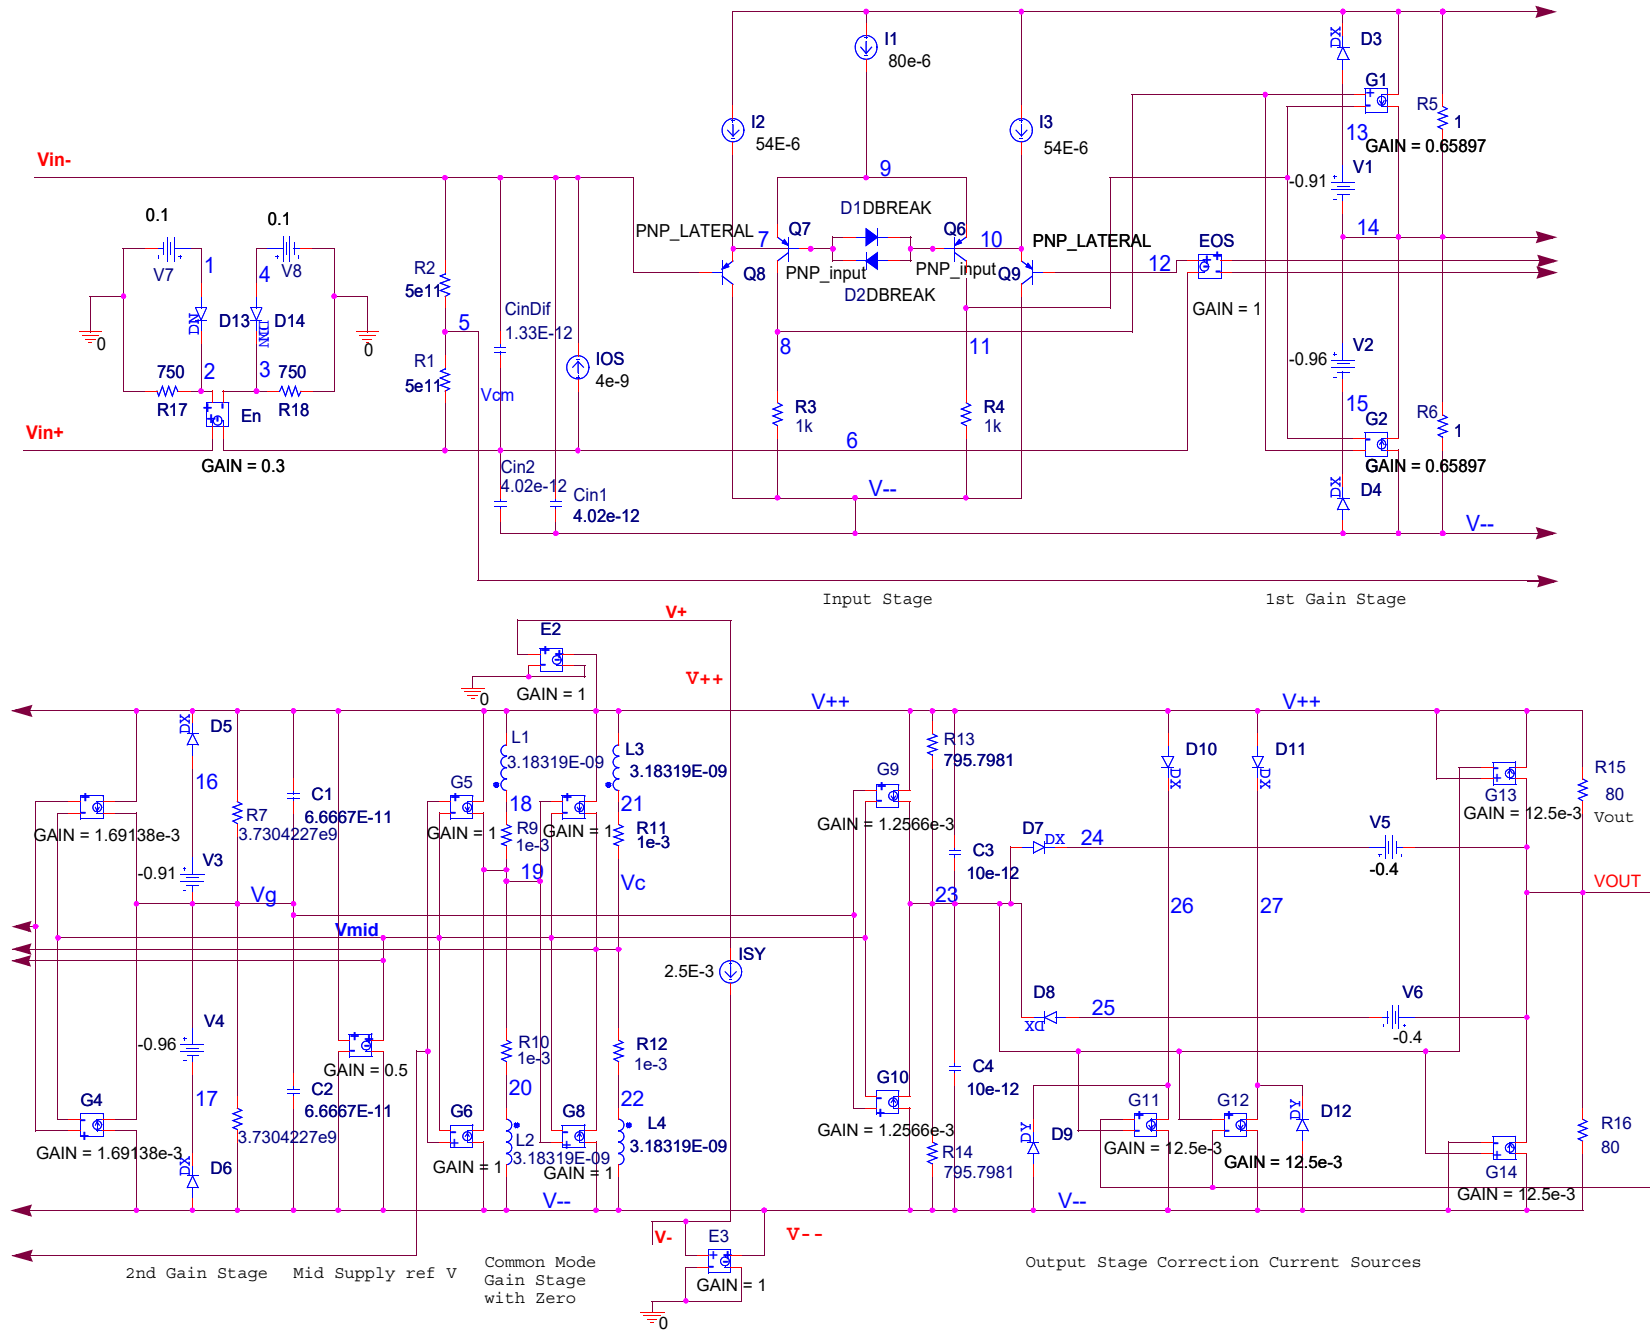 I1
80e-6
DX
D3
G1
I2
54E-6
I3
54E-6
R5
1
13
GAIN = 0.65897
Vin-
9
V1
-0.91
0.1
0.1
D1DBREAK
PNP_LATERAL
7
Q7
Q6
10
PNP_LATERAL
EOS
14
V7
V8
1
4
R2
5e11
Q8
PNP_input
PNP_input
Q9
12
D2DBREAK
GAIN = 1
CinDif
1.33E-12
DN
D13
D14
DN
5
0
0
8
11
V2
-0.96
R1
5e11
IOS
4e-9
750
2
3
750
Vcm
15
R17
En
R18
R3
1k
R4
1k
R6
1
G2
Vin+
6
GAIN = 0.3
GAIN = 0.65897
Cin2
4.02e-12
Cin1
4.02e-12
V--
DX
D4
V--
Input Stage
1st Gain Stage
V+
E2
V++
0
GAIN = 1
V++
V++
DX
D5
L1
3.18319E-09
L3
3.18319E-09
R13
795.7981
D10
DX
D11
DX
16
G5
18
21
G9
G13
R15
80
Vout
C1
6.6667E-11
R7
3.7304227e9
GAIN = 1.69138e-3
GAIN = 1
R9
1e-3
GAIN = 1
R11
1e-3
GAIN = 1.2566e-3
GAIN = 12.5e-3
D7
DX
24
V5
-0.4
C3
10e-12
V3
-0.91
19
Vc
Vg
23
26
27
VOUT
Vmid
ISY
2.5E-3
D8
DX
25
V6
-0.4
V4
-0.96
R10
1e-3
R12
1e-3
GAIN = 0.5
C4
10e-12
17
C2
6.6667E-11
20
22
G10
G4
G6
G8
G11
G12
DY
D12
3.7304227e9
L2
3.18319E-09
L4
3.18319E-09
GAIN = 1.2566e-3
DY
D9
R14
795.7981
R16
80
GAIN = 1.69138e-3
GAIN = 1
GAIN = 1
GAIN = 12.5e-3
GAIN = 12.5e-3
G14
GAIN = 12.5e-3
DX
D6
V--
V--
V-
E3
V--
GAIN = 1
0
2nd Gain Stage
Mid Supply ref V
Common Mode
Gain Stage
with Zero
Output Stage
Correction Current Sources